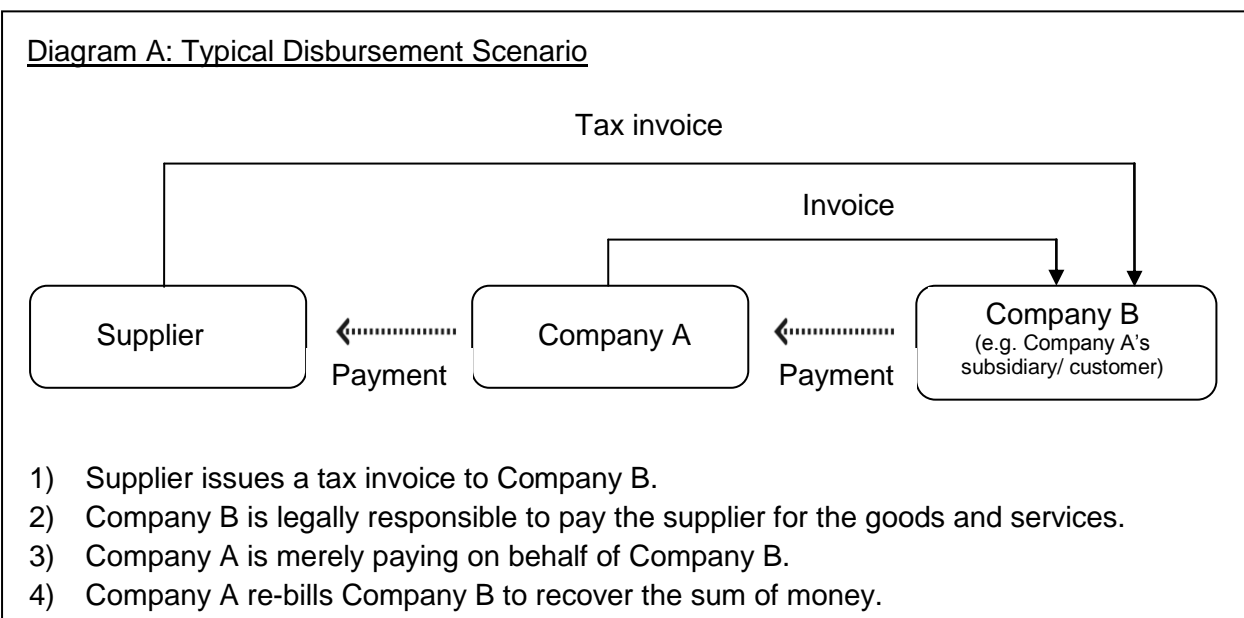 Diagram A: Typical Disbursement Scenario
Tax invoice
Invoice
Supplier
Payment
Company A
Payment
Company B
(e.g. Company A’s
subsidiary/ customer)
1) Supplier issues a tax invoice to Company B.
2) Company B is legally responsible to pay the supplier for the goods and services.
3) Company A is merely paying on behalf of Company B.
4) Company A re-bills Company B to recover the sum of money.